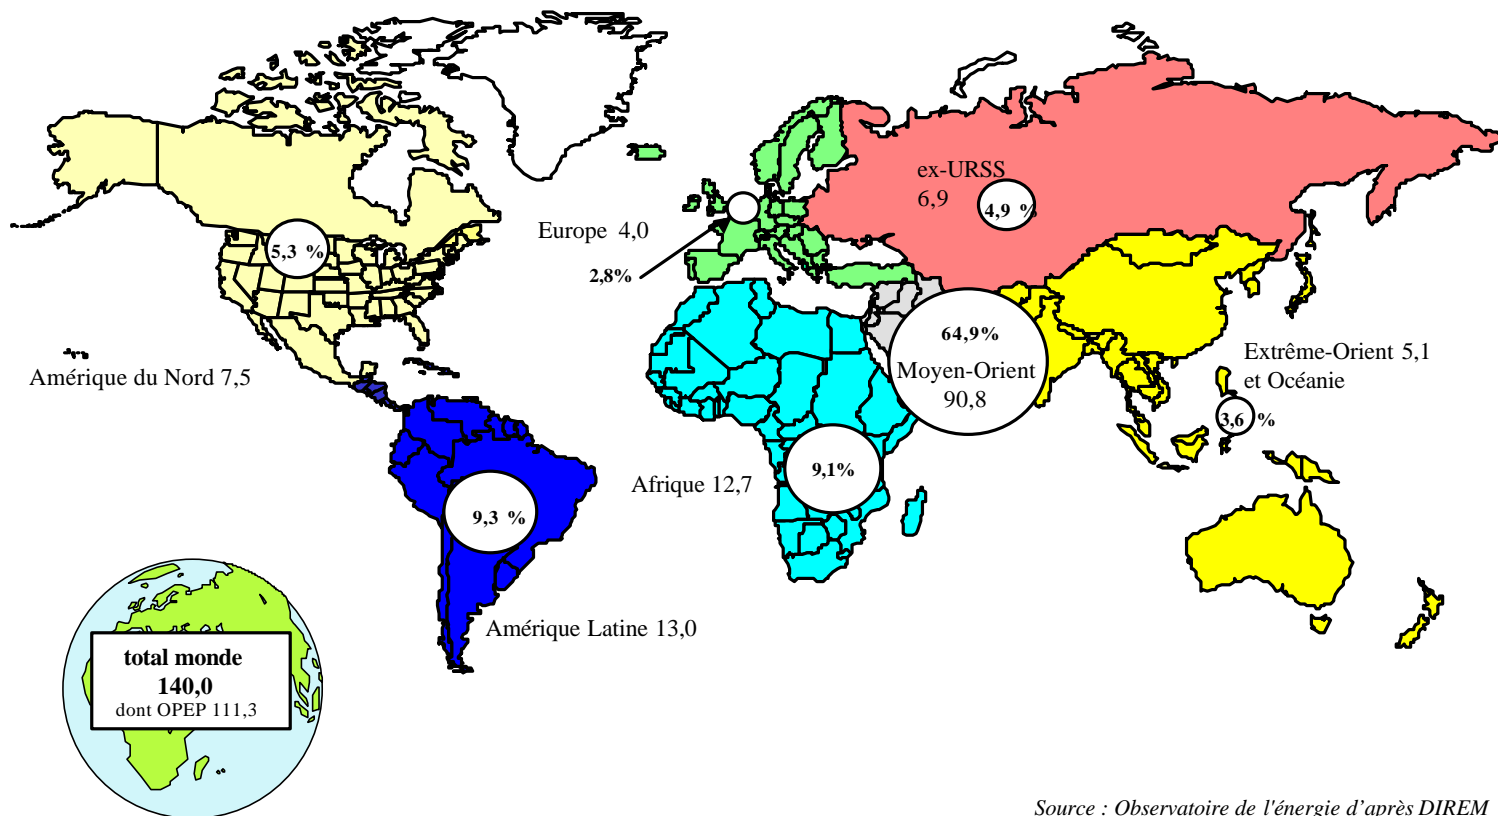 ex-URSS
6,9
4,9 %
Europe 4,0
2,8%
5,3 %
64,9%
Moyen-Orient
90,8
Extrême-Orient 5,1
et Océanie
3,6 %
Amérique du Nord 7,5
Afrique 12,7
9,1%
9,3 %
Amérique Latine 13,0
total monde
140,0
dont OPEP 111,3
Source : Observatoire de l'énergie d’après DIREM